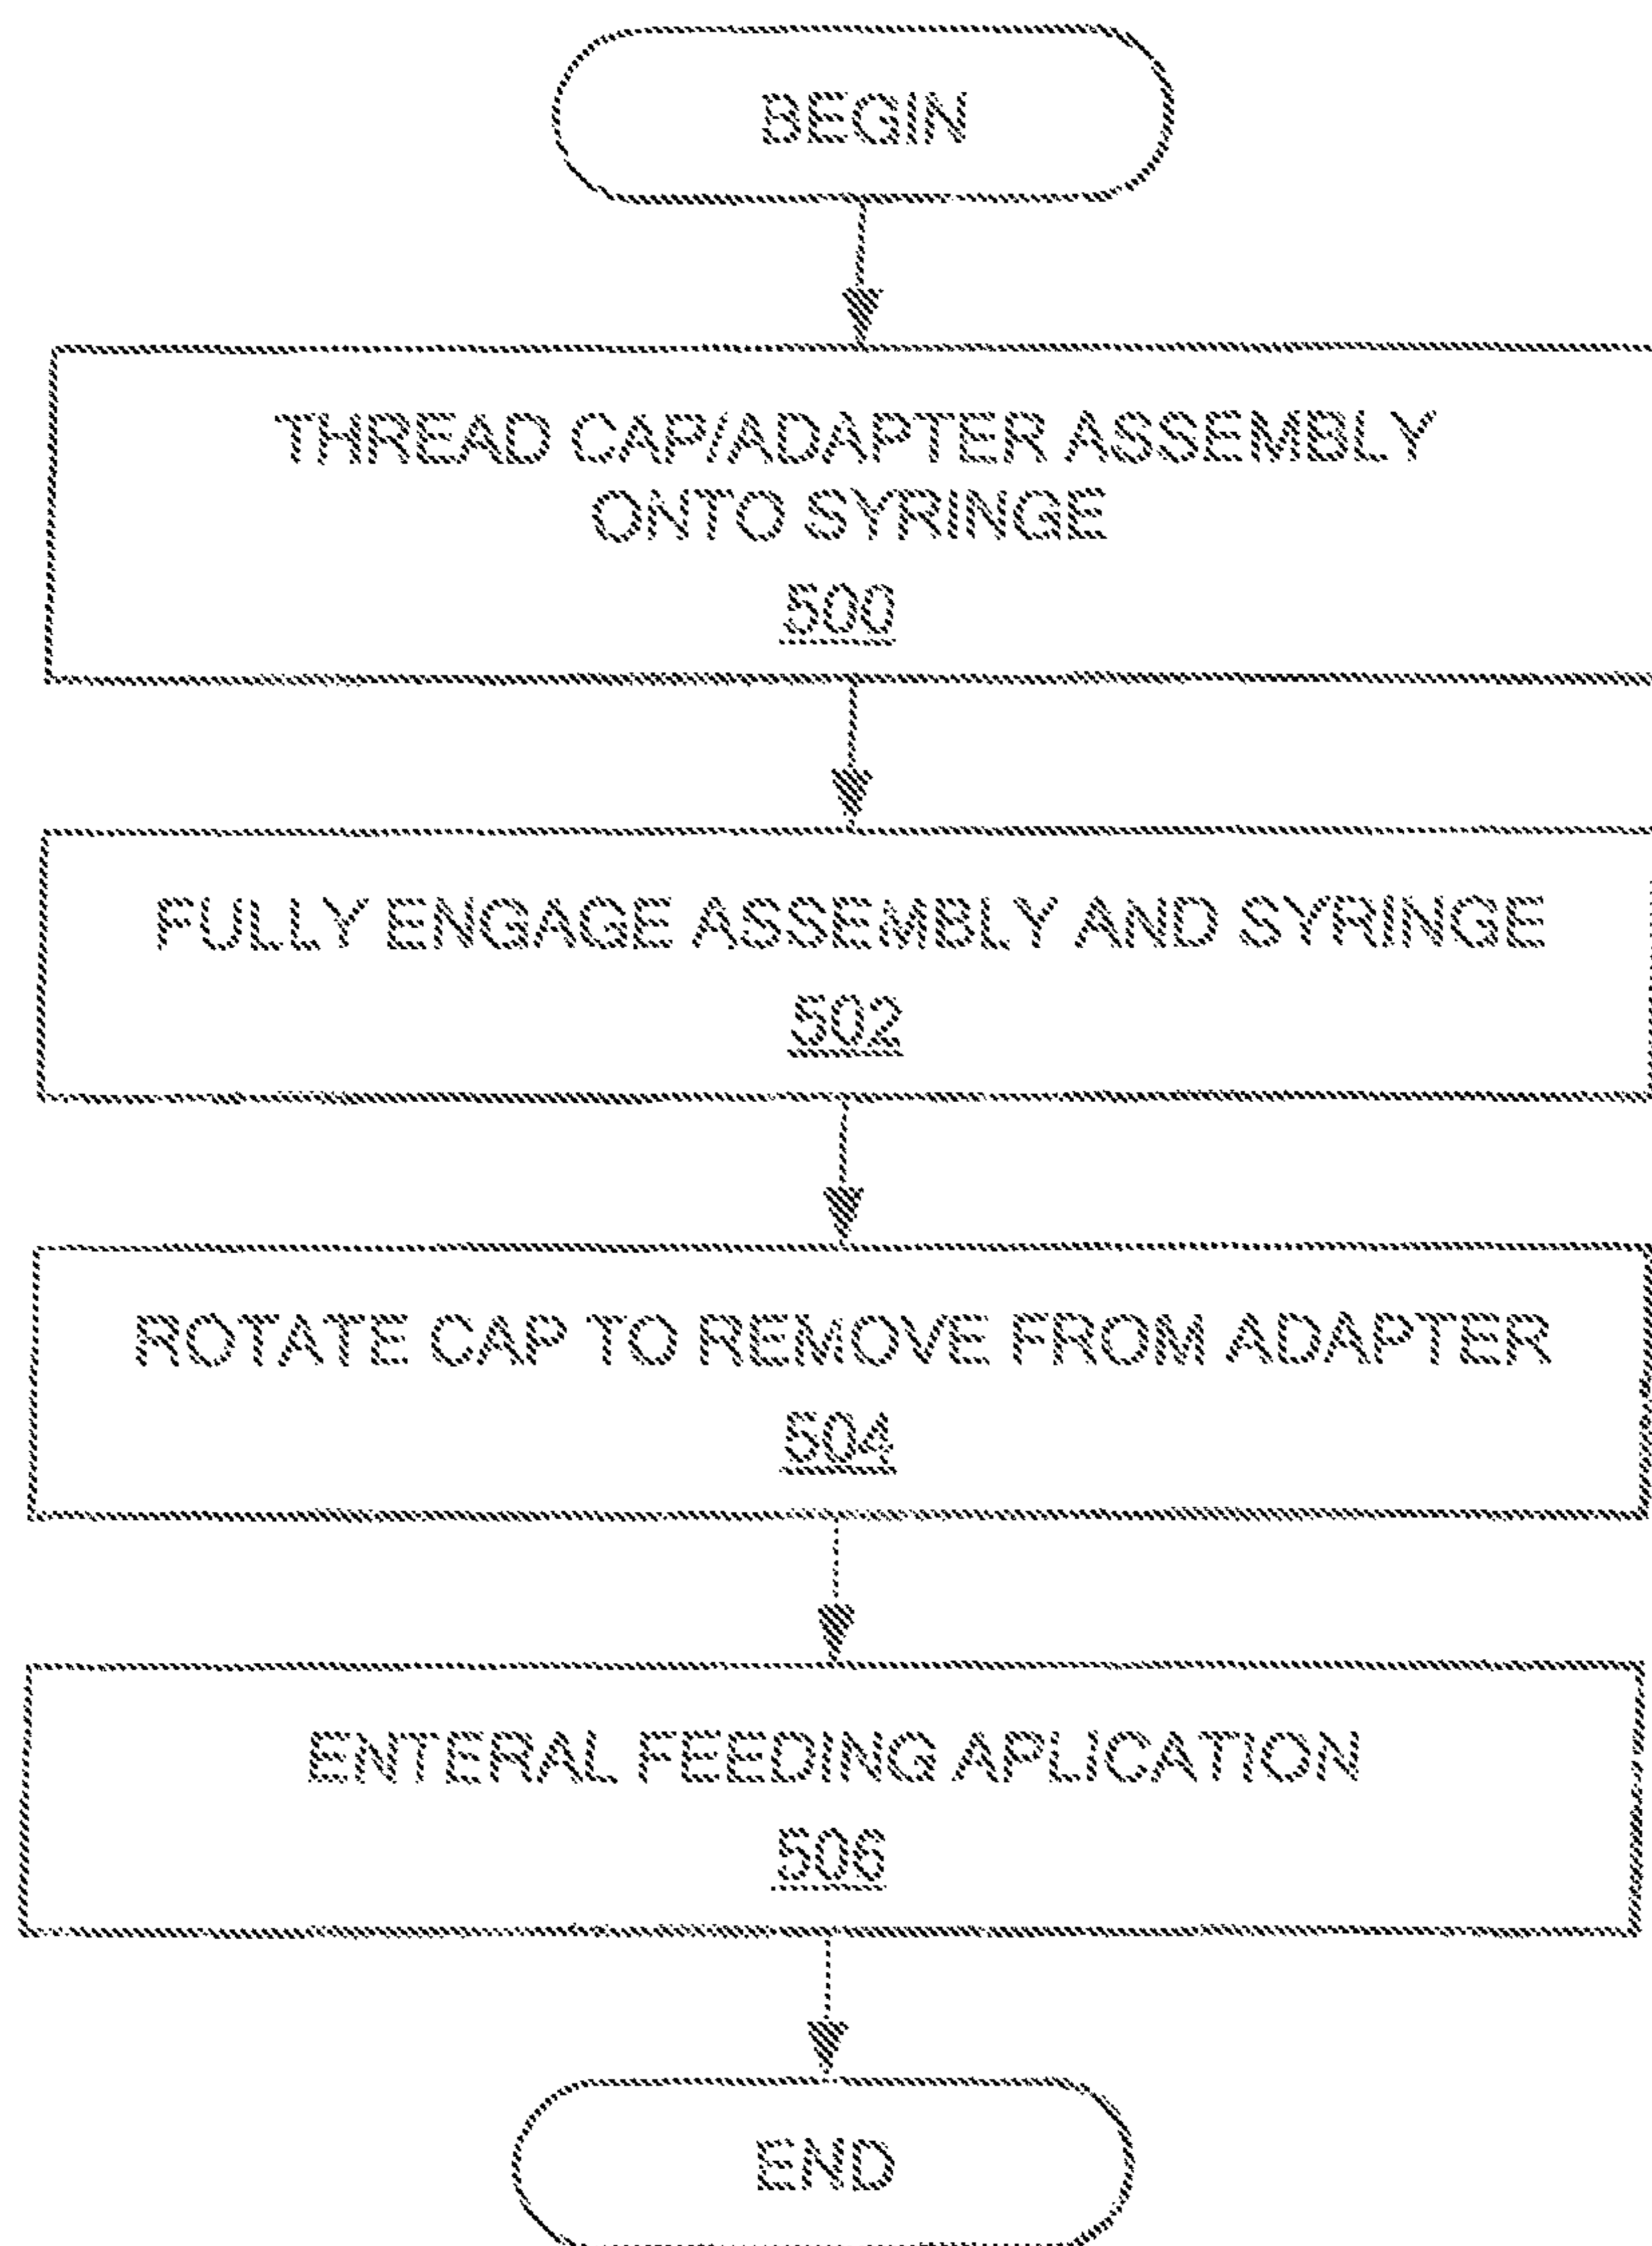 BEGIN
THREAD CAP/ADAPTER ASSEMBLY
ONTO SYRINGE
500
FULLY ENGAGE ASSEMBLY AND SYRINGE
502
ROTATE CAP TO REMOVE FROM ADAPTER
504
ENTERAL FEEDING APLICATION
506
END